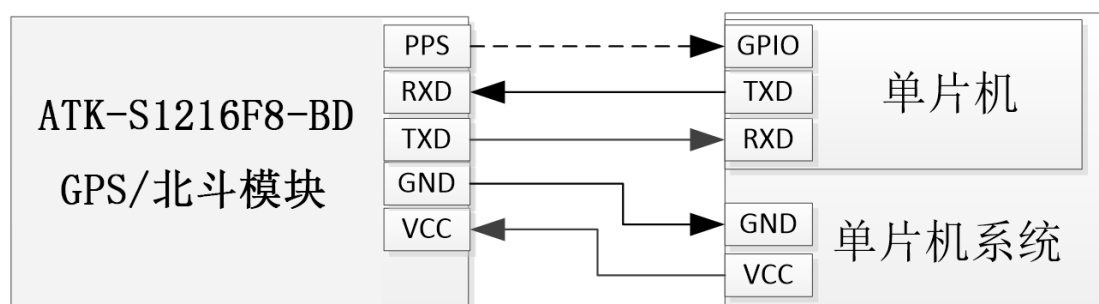 ATK-S1216F8-BD
GPS/北斗模块
PPS
RXD
TXD
GND
VCC
GPIO
TXD
RXD
单片机
GND
VCC
单片机系统